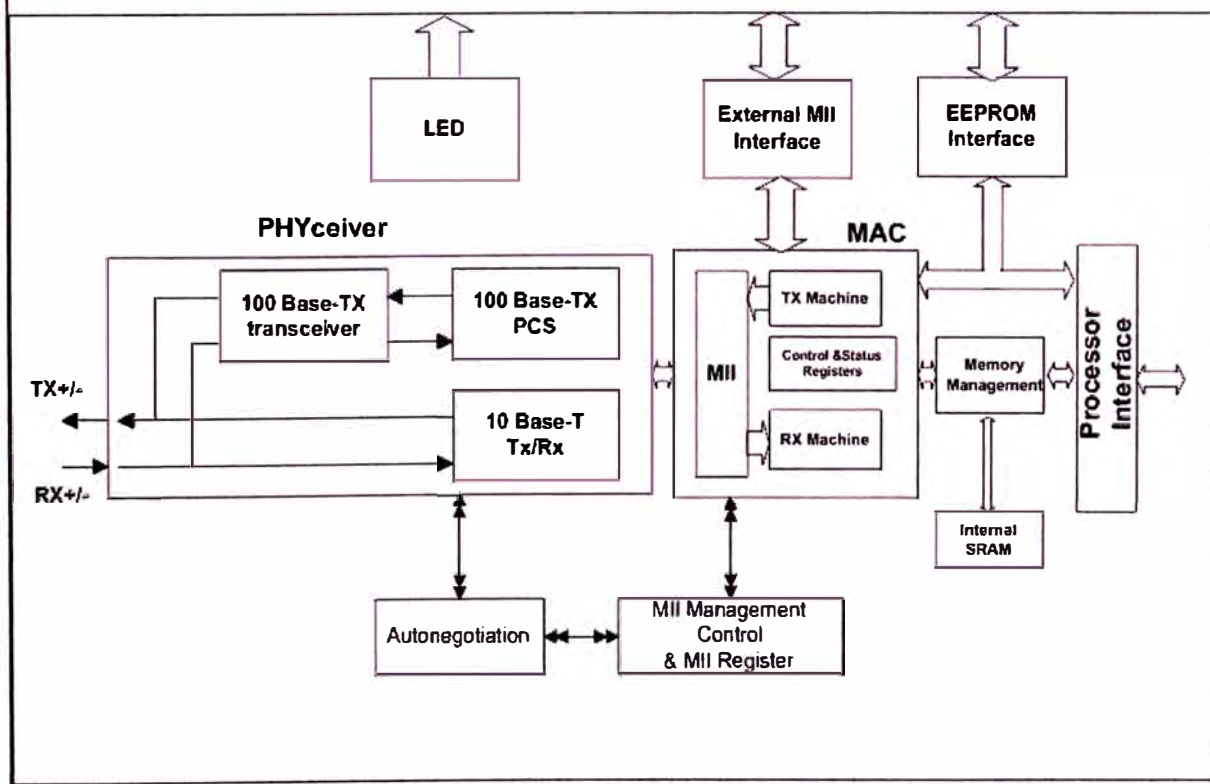 LED
External MII
Interface
EEPROM
Interface
PHYceiver
MAC
100 Base-TX
transceiver
100 Base-TX
PCS
TX+/-
10 Base-T
Tx/Rx
RX+/-
MII
TX Machine
Control &Status
Registers
RX Machine
Memory
Management
Internal
SRAM
Processor
Interface
Autonegotiation
MII Management
Control
& MII Register